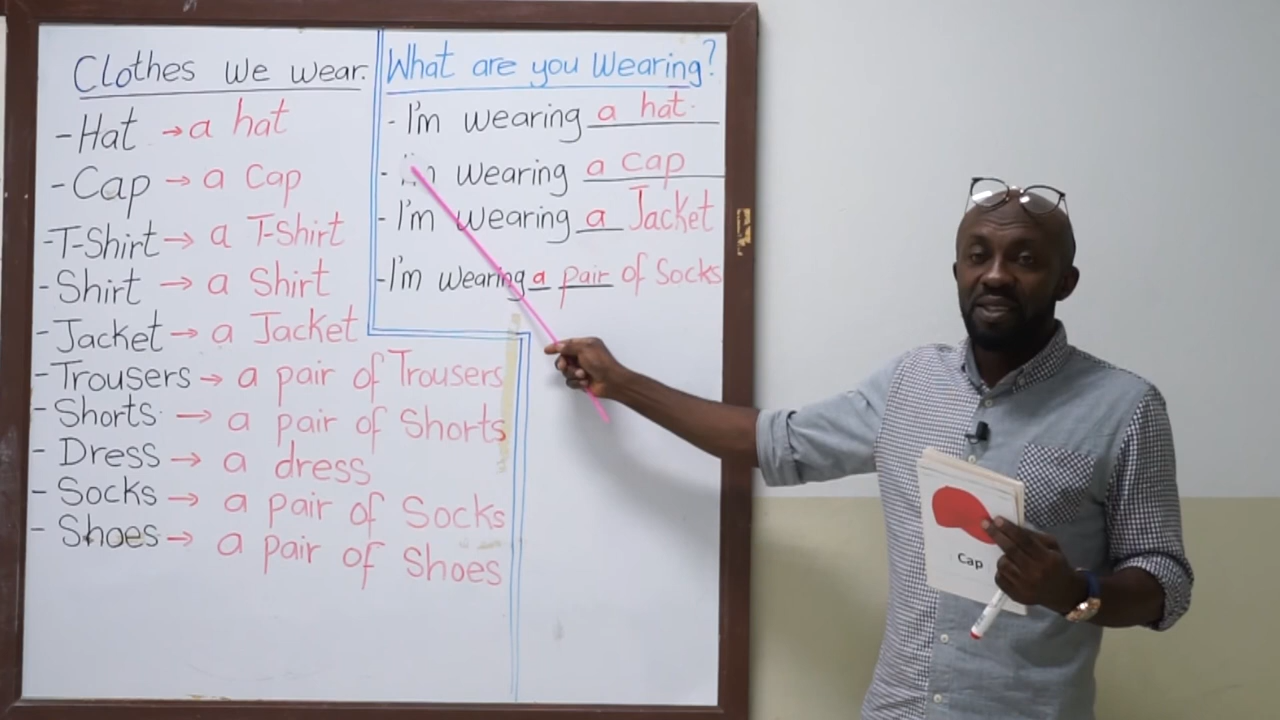 Clothes we wear.
-Hat → a hat
-Cap → a Cap
-T-Shirt → a T-Shirt
-Shirt → a Shirt
-Jacket → a Jacket
-Trousers → a pair of Trousers
-Shorts → a pair of Shorts
- Dress → a dress
- Socks → a pair of Socks
- Shoes → a pair of Shoes
What are you Wearing?
- I'm wearing a hat.
- I'm wearing a cap
- I'm wearing a Jacket
-I'm wearing a pair of Socks
Cap